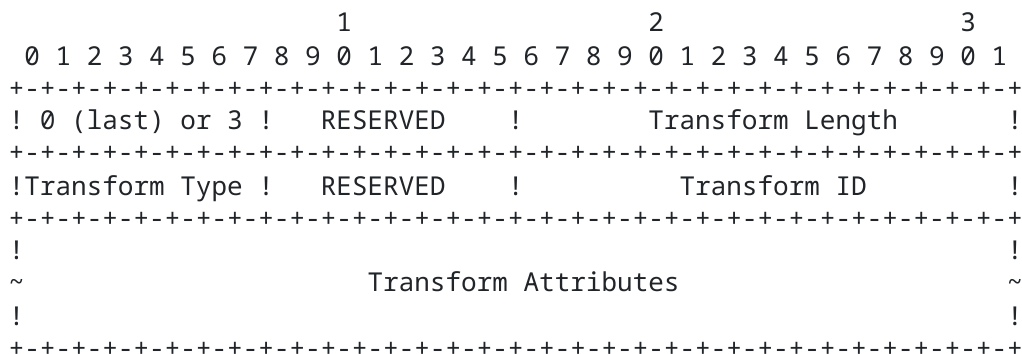 1                   2                   3
 0 1 2 3 4 5 6 7 8 9 0 1 2 3 4 5 6 7 8 9 0 1 2 3 4 5 6 7 8 9 0 1
+-+-+-+-+-+-+-+-+-+-+-+-+-+-+-+-+-+-+-+-+-+-+-+-+-+-+-+-+-+-+-+-+
! 0 (last) or 3 !   RESERVED    !        Transform Length       !
+-+-+-+-+-+-+-+-+-+-+-+-+-+-+-+-+-+-+-+-+-+-+-+-+-+-+-+-+-+-+-+-+
!Transform Type !   RESERVED    !          Transform ID         !
+-+-+-+-+-+-+-+-+-+-+-+-+-+-+-+-+-+-+-+-+-+-+-+-+-+-+-+-+-+-+-+-+
!                                                               !
~                      Transform Attributes                     ~
!                                                               !
+-+-+-+-+-+-+-+-+-+-+-+-+-+-+-+-+-+-+-+-+-+-+-+-+-+-+-+-+-+-+-+-+